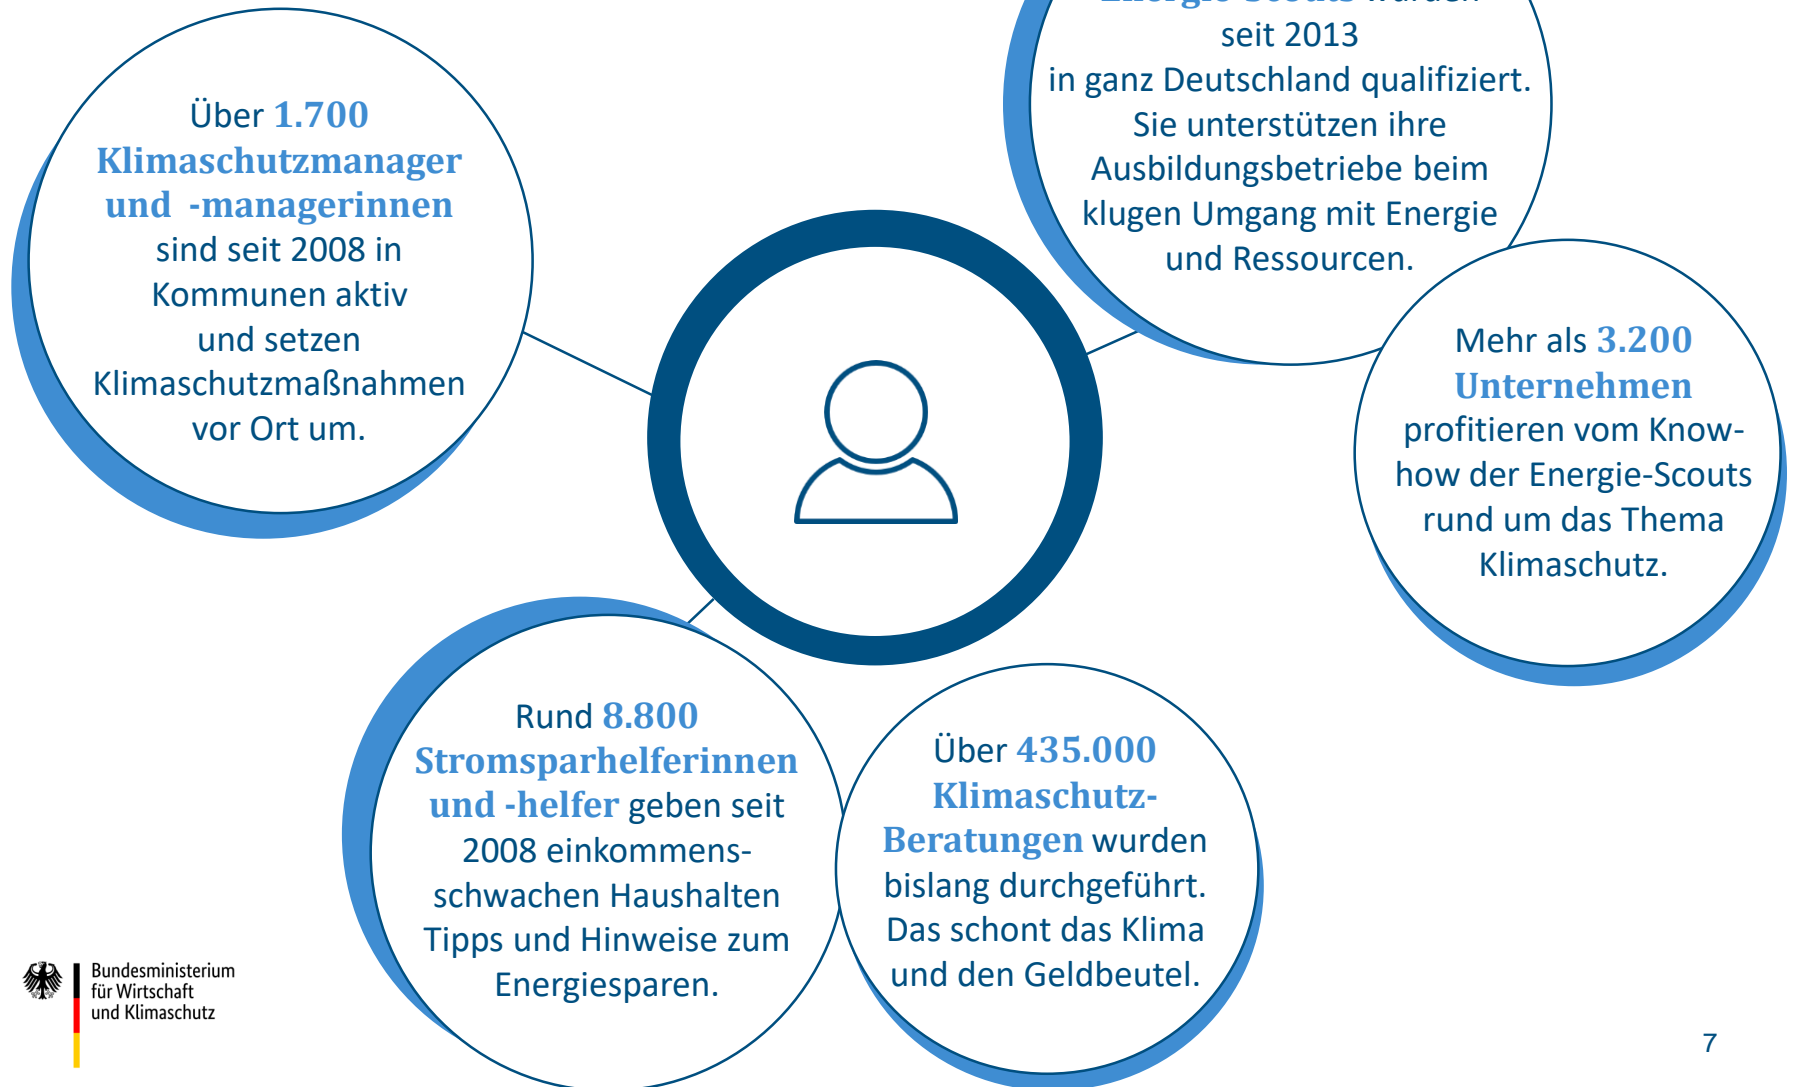 Über 1.700
Klimaschutzmanager
und -managerinnen
sind seit 2008 in
Kommunen aktiv
und setzen
Klimaschutzmaßnahmen
vor Ort um.
Energie-Scouts wurden
seit 2013
in ganz Deutschland qualifiziert.
Sie unterstützen ihre
Ausbildungsbetriebe beim
klugen Umgang mit Energie
und Ressourcen.
Mehr als 3.200
Unternehmen
profitieren vom Know-
how der Energie-Scouts
rund um das Thema
Klimaschutz.
Rund 8.800
Stromsparhelferinnen
und -helfer geben seit
2008 einkommens-
schwachen Haushalten
Tipps und Hinweise zum
Energiesparen.
Über 435.000
Klimaschutz-
Beratungen wurden
bislang durchgeführt.
Das schont das Klima
und den Geldbeutel.
Bundesministerium
für Wirtschaft
und Klimaschutz
7